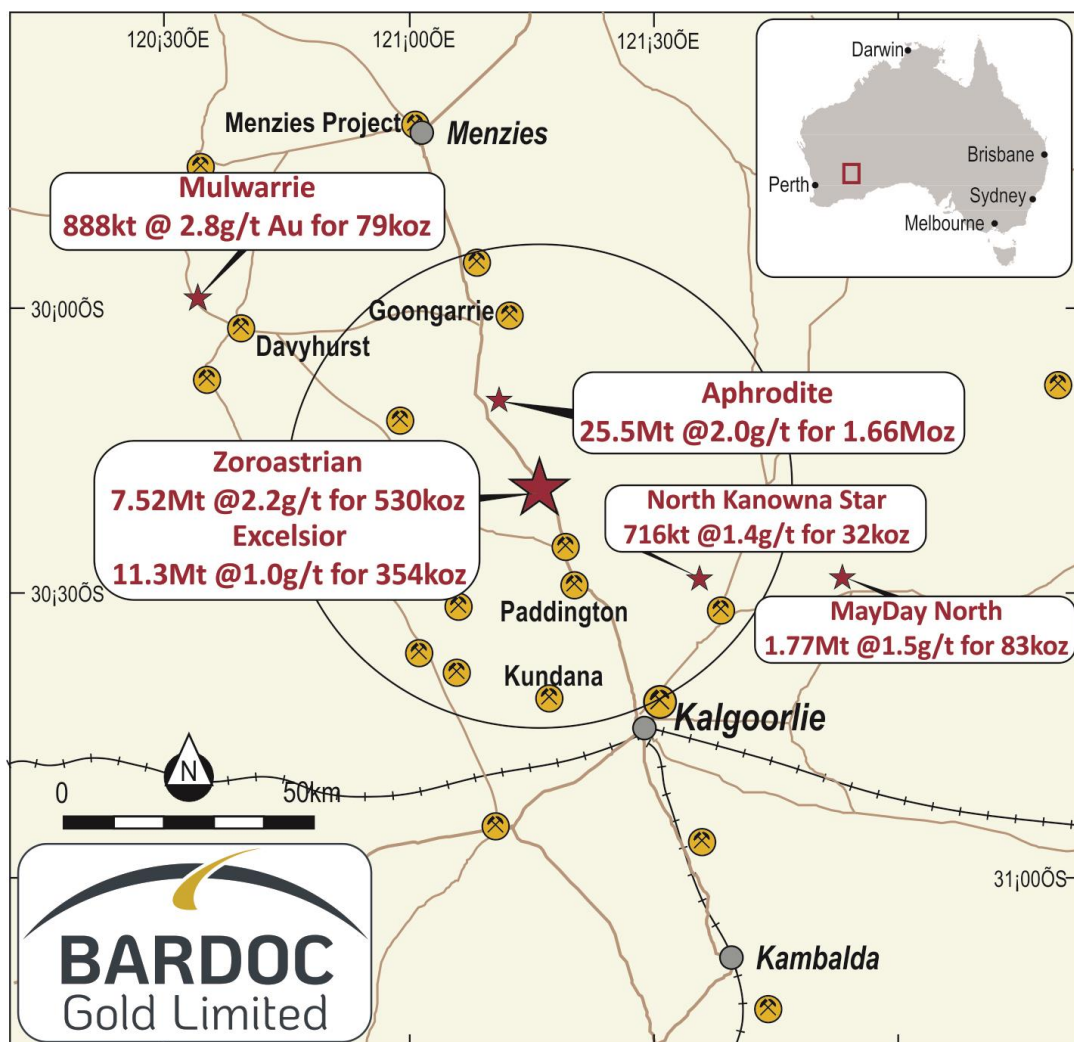 120¡30ÕE
121¡00ÕE
121¡30ÕE
Darwin
Brisbane
Perth
Sydney
Melbourne
Menzies Project
Menzies
Mulwarrie
888kt @ 2.8g/t Au for 79koz
30¡00ÕS
Goongarrie
Davyhurst
Aphrodite
25.5Mt @2.0g/t for 1.66Moz
Zoroastrian
7.52Mt @2.2g/t for 530koz
Excelsior
11.3Mt @1.0g/t for 354koz
North Kanowna Star
716kt @1.4g/t for 32koz
30¡30ÕS
Paddington
MayDay North
1.77Mt @1.5g/t for 83koz
Kundana
Kalgoorlie
N
0
50km
31¡00ÕS
BARDOC
Gold Limited
Kambalda